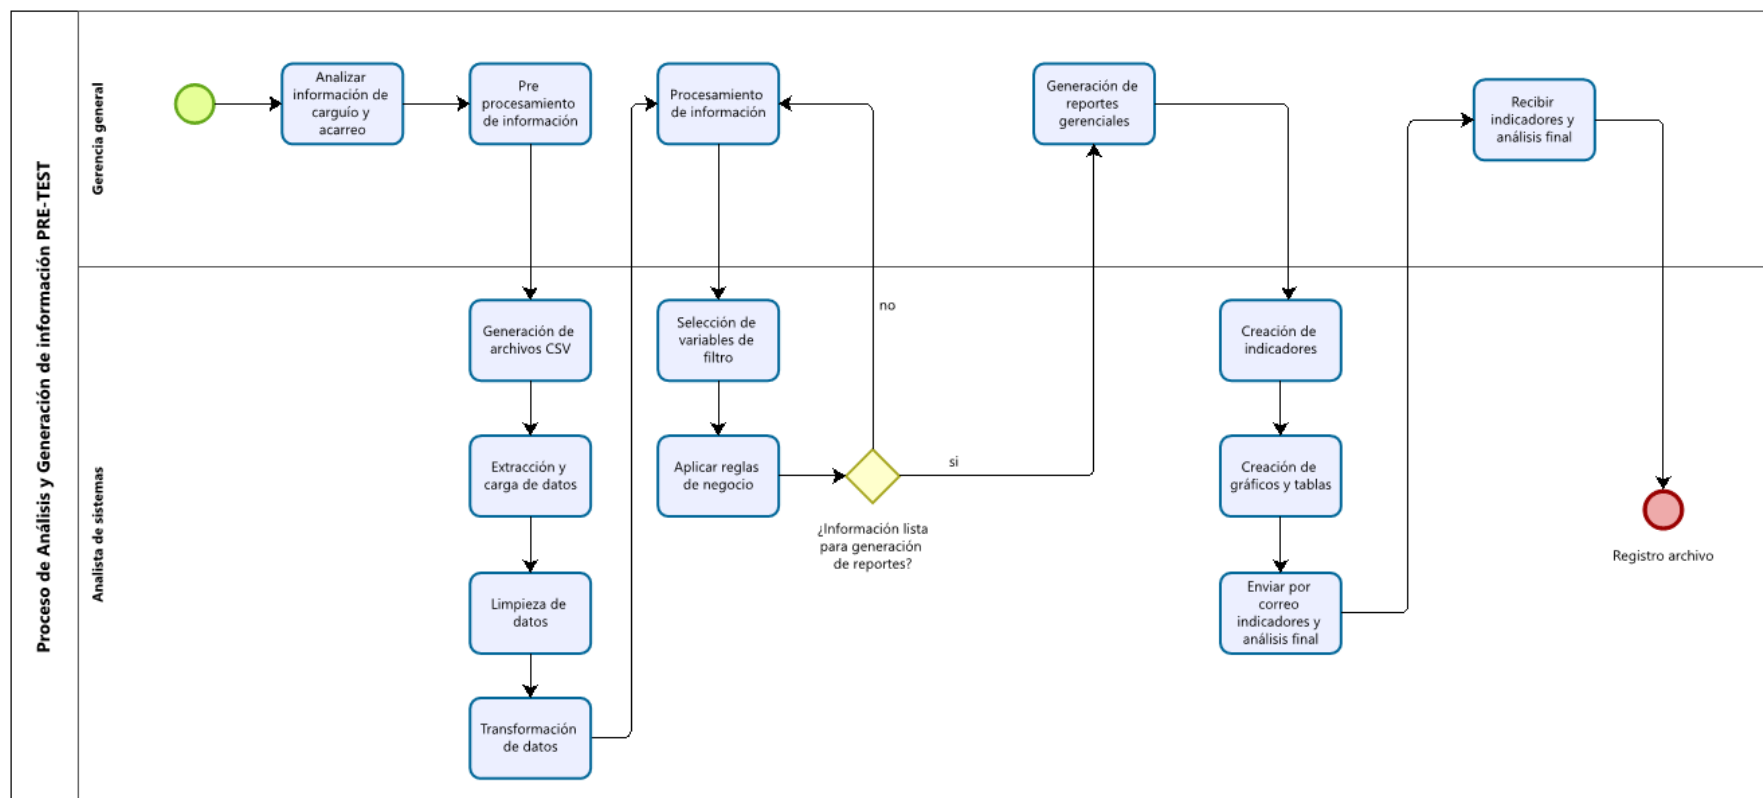 Proceso de Análisis y Generación de información PRE-TEST
Gerencia general
Analizar
información de
carguío y
acarreo
Pre
procesamiento
de información
Procesamiento
de información
Generación de
reportes
gerenciales
Recibir
indicadores y
análisis final
Analista de sistemas
Generación de
archivos CSV
Extracción y
carga de datos
Limpieza de
datos
Transformación
de datos
Selección de
variables de
filtro
Aplicar reglas
de negocio
no
si
¿Información lista
para generación
de reportes?
Creación de
indicadores
Creación de
gráficos y tablas
Enviar por
correo
indicadores y
análisis final
Registro archivo